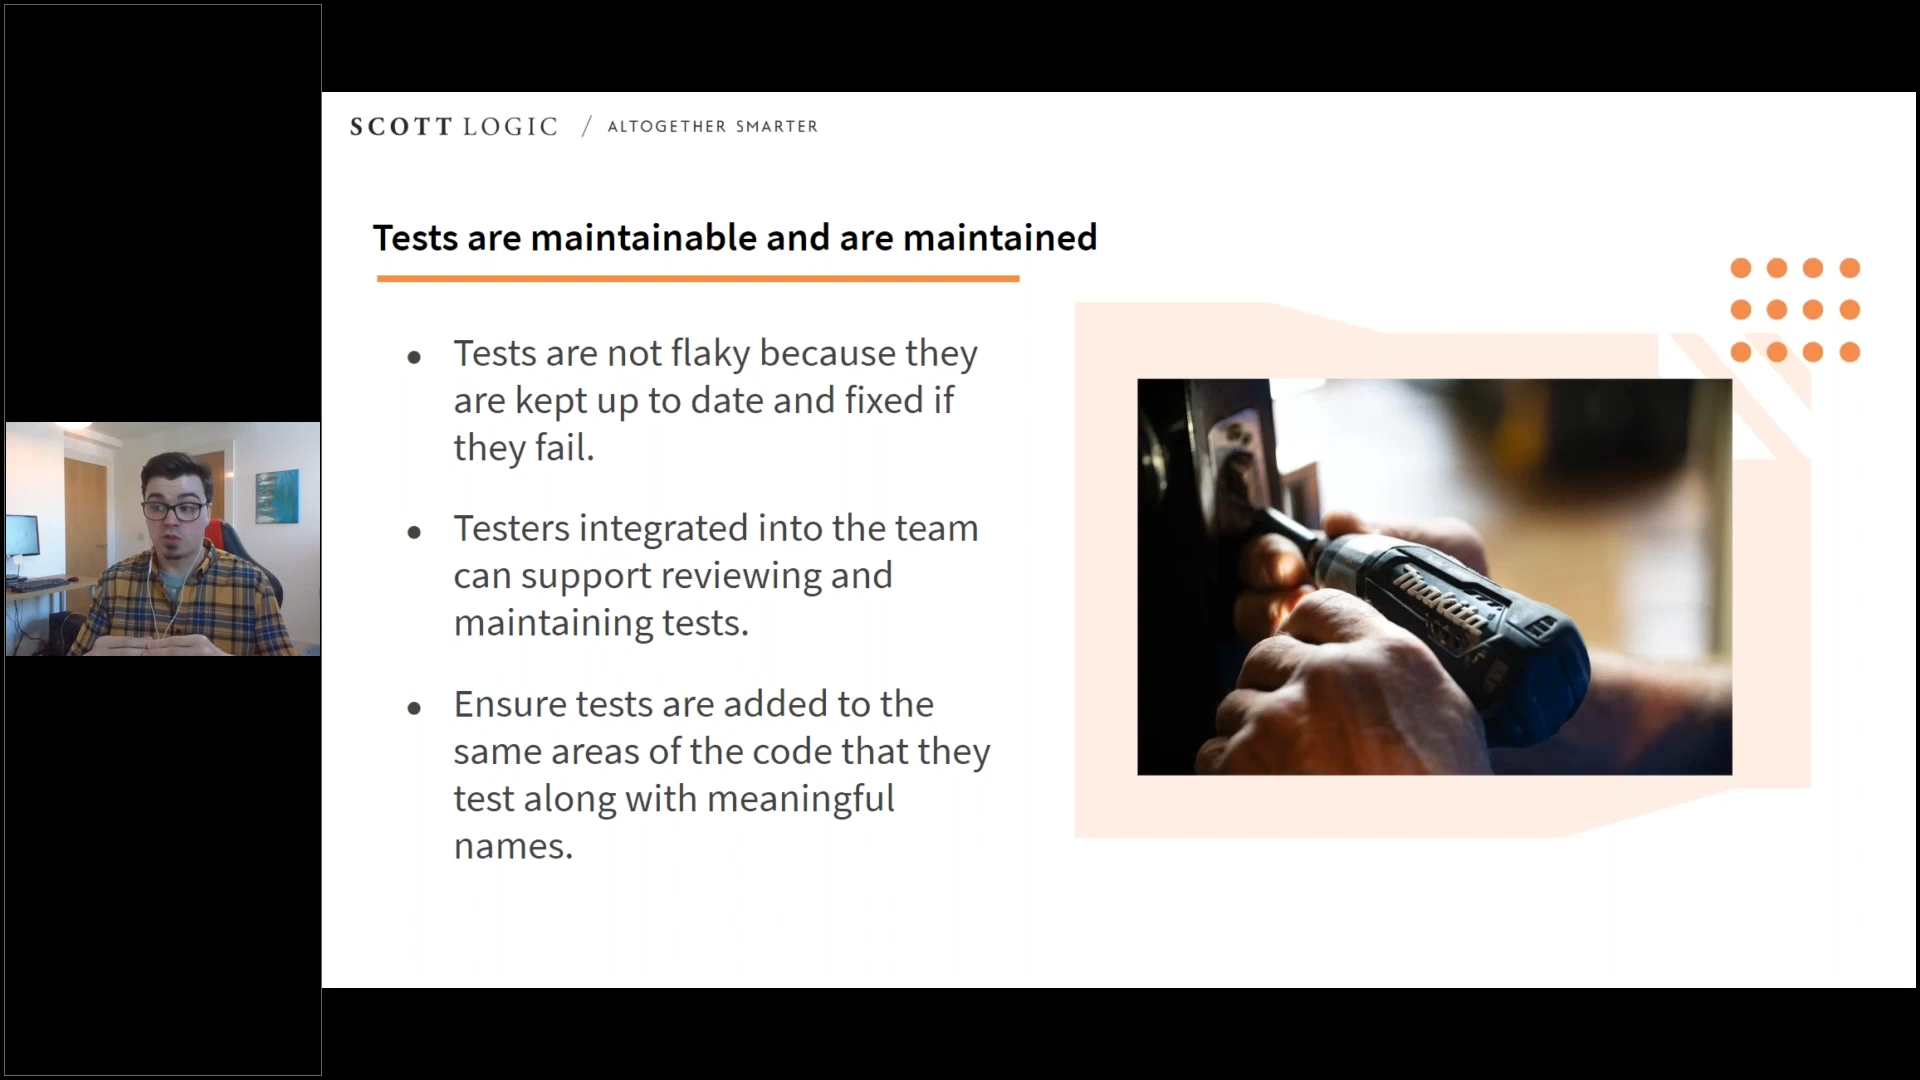 SCOTT LOGIC / ALTOGETHER SMARTER
Tests are maintainable and are maintained
• Tests are not flaky because they
are kept up to date and fixed if
they fail.
• Testers integrated into the team
can support reviewing and
maintaining tests.
• Ensure tests are added to the
same areas of the code that they
test along with meaningful
names.
makita